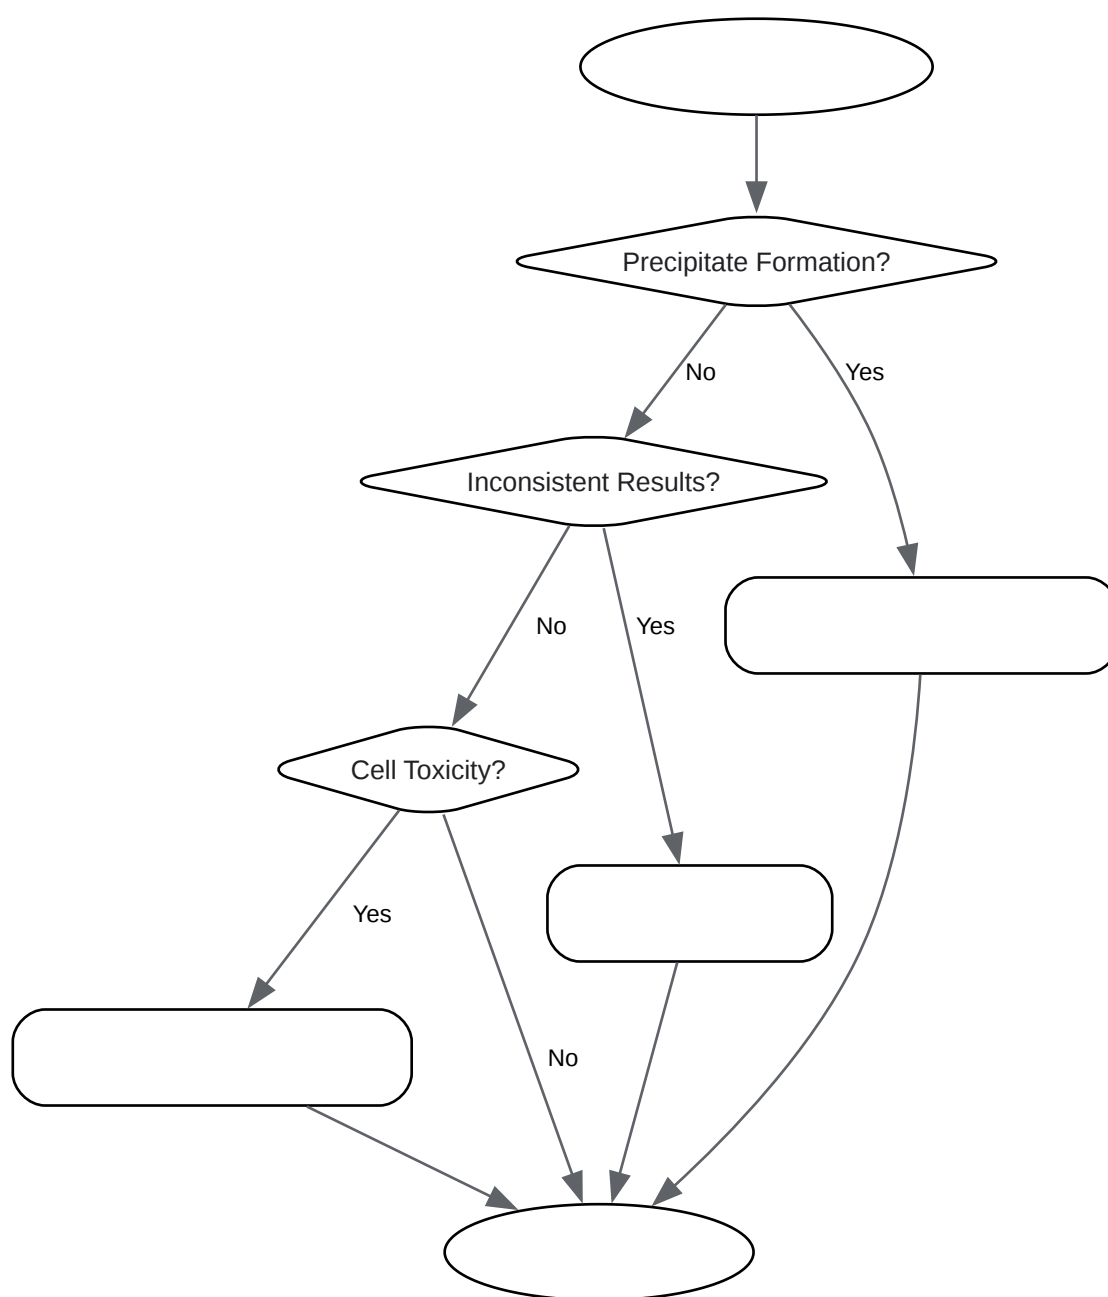 Precipitate Formation?
No
Yes
Inconsistent Results?
No
Yes
Cell Toxicity?
Yes
No